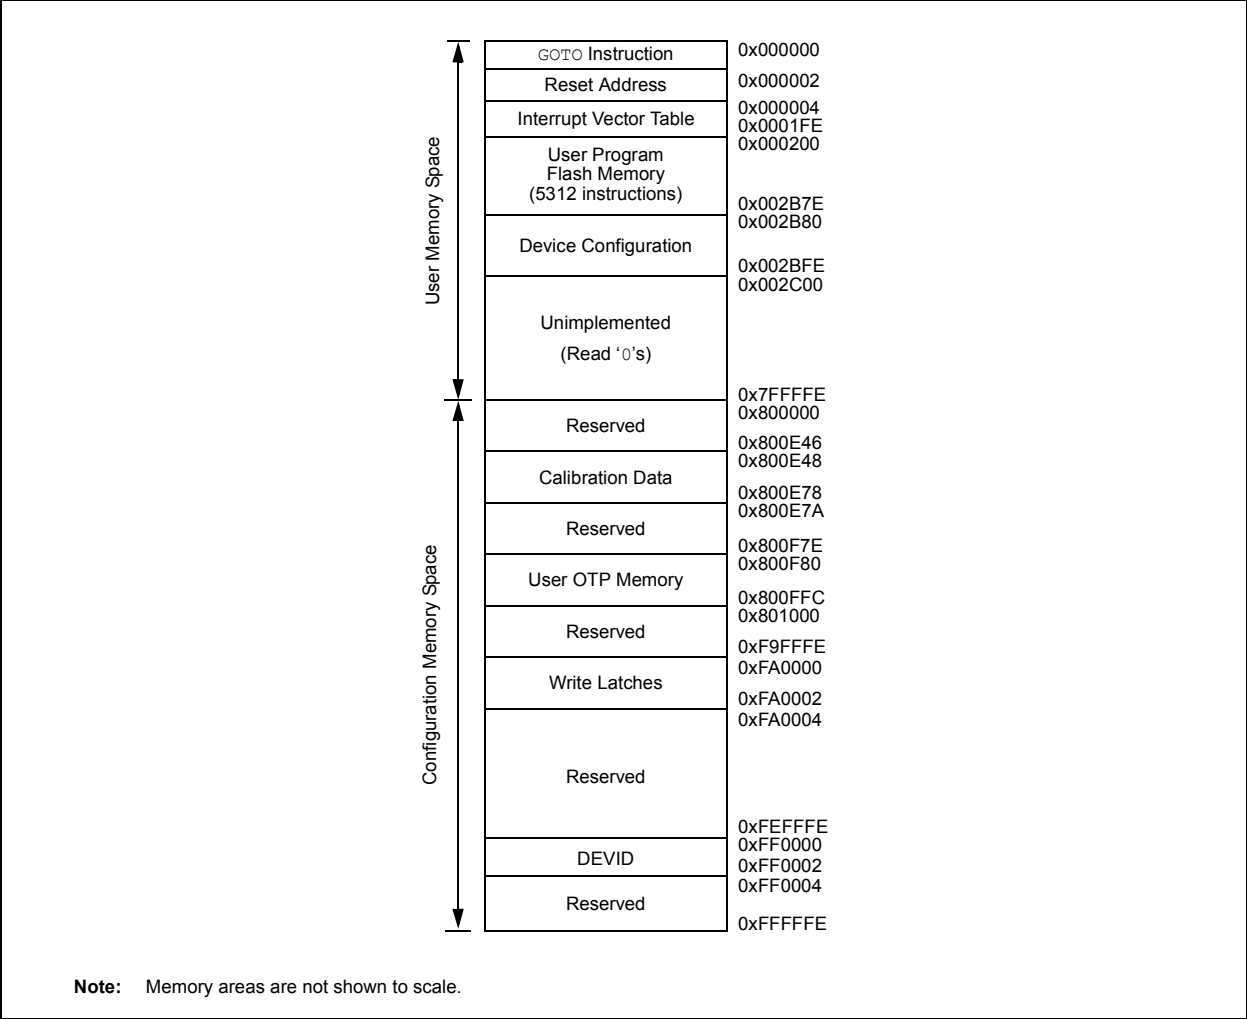 User Memory Space
GOTO Instruction
0x000000
Reset Address
0x000002
Interrupt Vector Table
0x000004
0x0001FE
User Program
Flash Memory
(5312 instructions)
0x000200
0x002B7E
Device Configuration
0x002B80
0x002BFE
Unimplemented
(Read ‘0’s)
0x002C00
0x7FFFFE
Configuration Memory Space
Reserved
0x800000
0x800E46
Calibration Data
0x800E48
0x800E78
Reserved
0x800E7A
0x800F7E
User OTP Memory
0x800F80
0x800FFC
Reserved
0x801000
0xF9FFFE
Write Latches
0xFA0000
0xFA0002
Reserved
0xFA0004
0xFEFFFE
DEVID
0xFF0000
0xFF0002
Reserved
0xFF0004
0xFFFFFE
Note: Memory areas are not shown to scale.